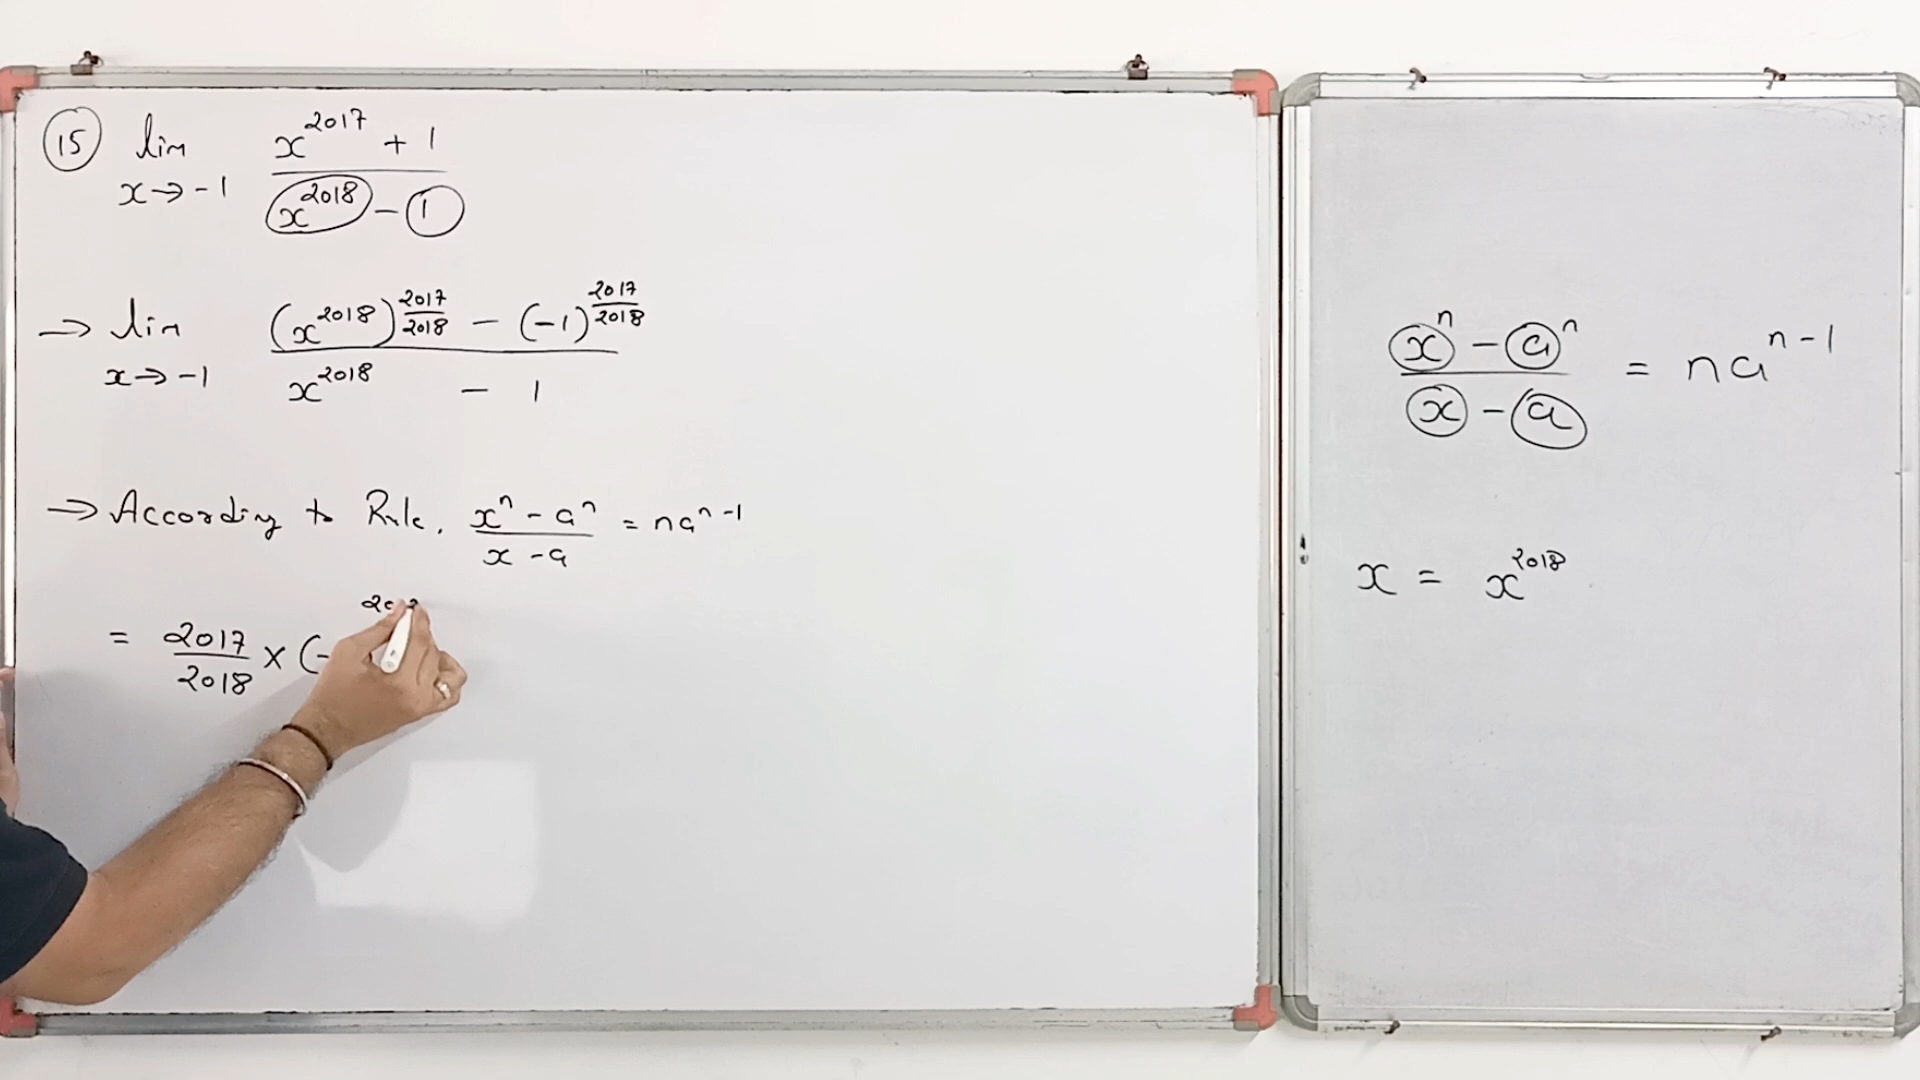 15 lim x→-1 (x^2017 + 1)/(x^2018 - 1)
→ lim x→-1 ((x^2018)^(2017/2018) - (-1)^(2017/2018))/(x^2018 - 1)
→ According to Rule, (x^n - a^n)/(x - a) = na^(n-1)
= 2017/2018 × (-
(x^n - a^n)/(x - a) = na^(n-1)
x = x^2018